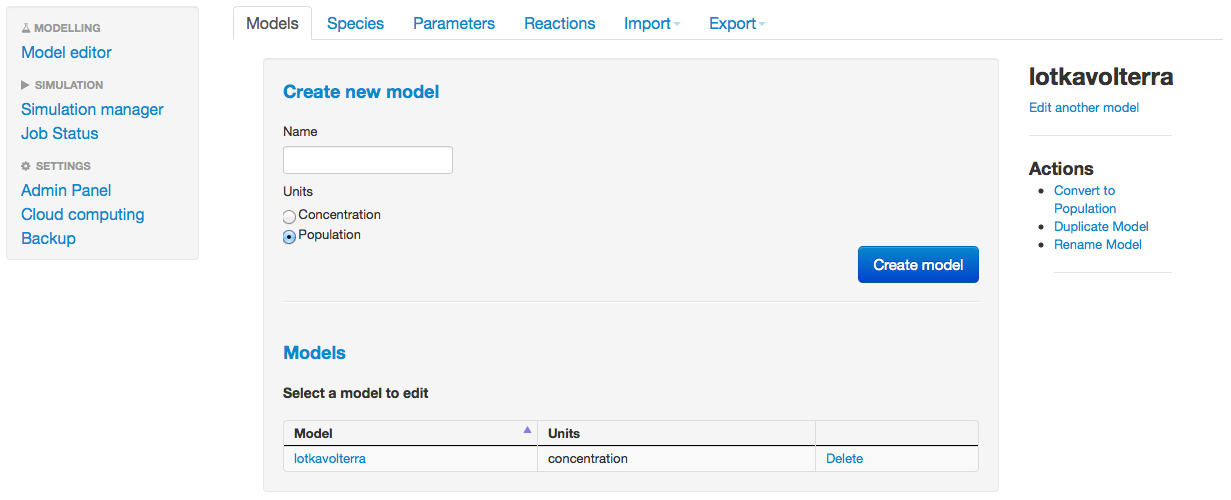 MODELLING
Model editor
SIMULATION
Simulation manager
Job Status
SETTINGS
Admin Panel
Cloud computing
Backup
Models Species Parameters Reactions Import Export
Create new model
Name
Units
Concentration
Population
Create model
Models
Select a model to edit
Model Units
lotkavolterra concentration Delete
lotkavolterra
Edit another model
Actions
Convert to
Population
Duplicate Model
Rename Model